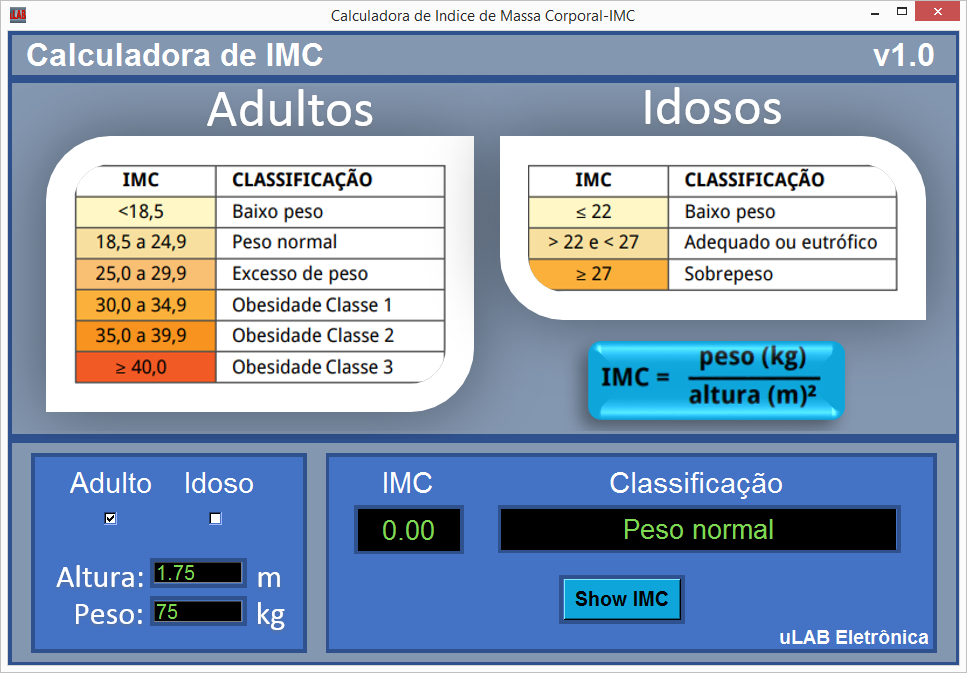 uLAB
Calculadora de Indice de Massa Corporal-IMC
Calculadora de IMC v1.0
Adultos
IMC CLASSIFICAÇÃO
<18,5 Baixo peso
18,5 a 24,9 Peso normal
25,0 a 29,9 Excesso de peso
30,0 a 34,9 Obesidade Classe 1
35,0 a 39,9 Obesidade Classe 2
≥ 40,0 Obesidade Classe 3
Idosos
IMC CLASSIFICAÇÃO
≤ 22 Baixo peso
> 22 e < 27 Adequado ou eutrófico
≥ 27 Sobrepeso
peso (kg)
IMC =
altura (m)²
Adulto Idoso
Altura: 1.75 m
Peso: 75 kg
IMC Classificação
0.00 Peso normal
Show IMC
uLAB Eletrônica